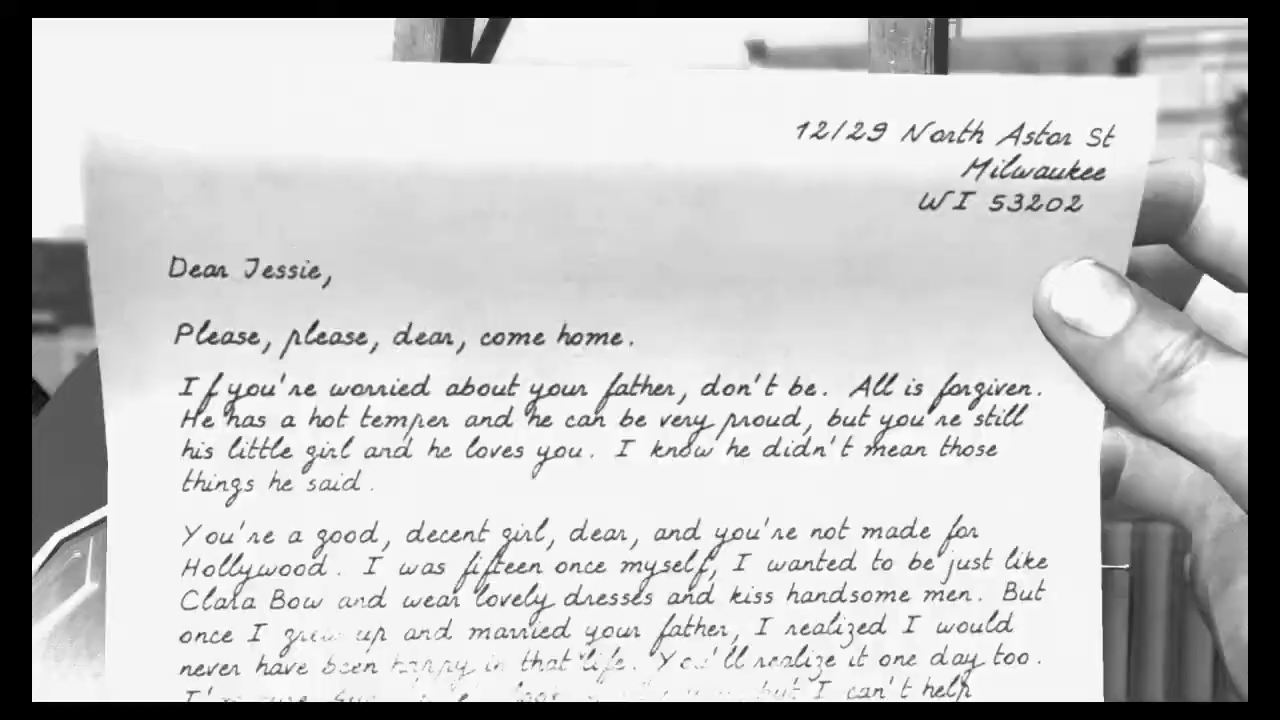 12/29 North Astor St
Milwaukee
WI 53202
Dear Jessie,
Please, please, dear, come home.
If you're worried about your father, don't be. All is forgiven.
He has a hot temper and he can be very proud, but you're still
his little girl and he loves you. I know he didn't mean those
things he said.
You're a good, decent girl, dear, and you're not made for
Hollywood. I was fifteen once myself, I wanted to be just like
Clara Bow and wear lovely dresses and kiss handsome men. But
once I grew up and married your father, I realized I would
never have been happy in that life. You'll realize it one day too.
but I can't help